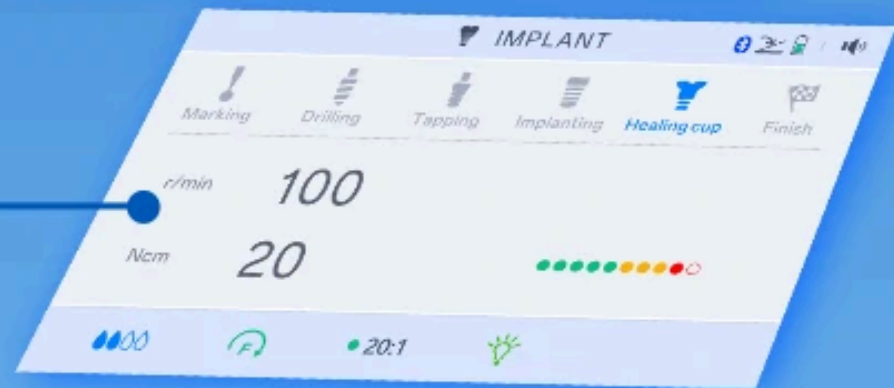 IMPLANT
Marking Drilling Tapping Implanting Healing cup Finish
r/min 100
Ncm 20
F 20:1